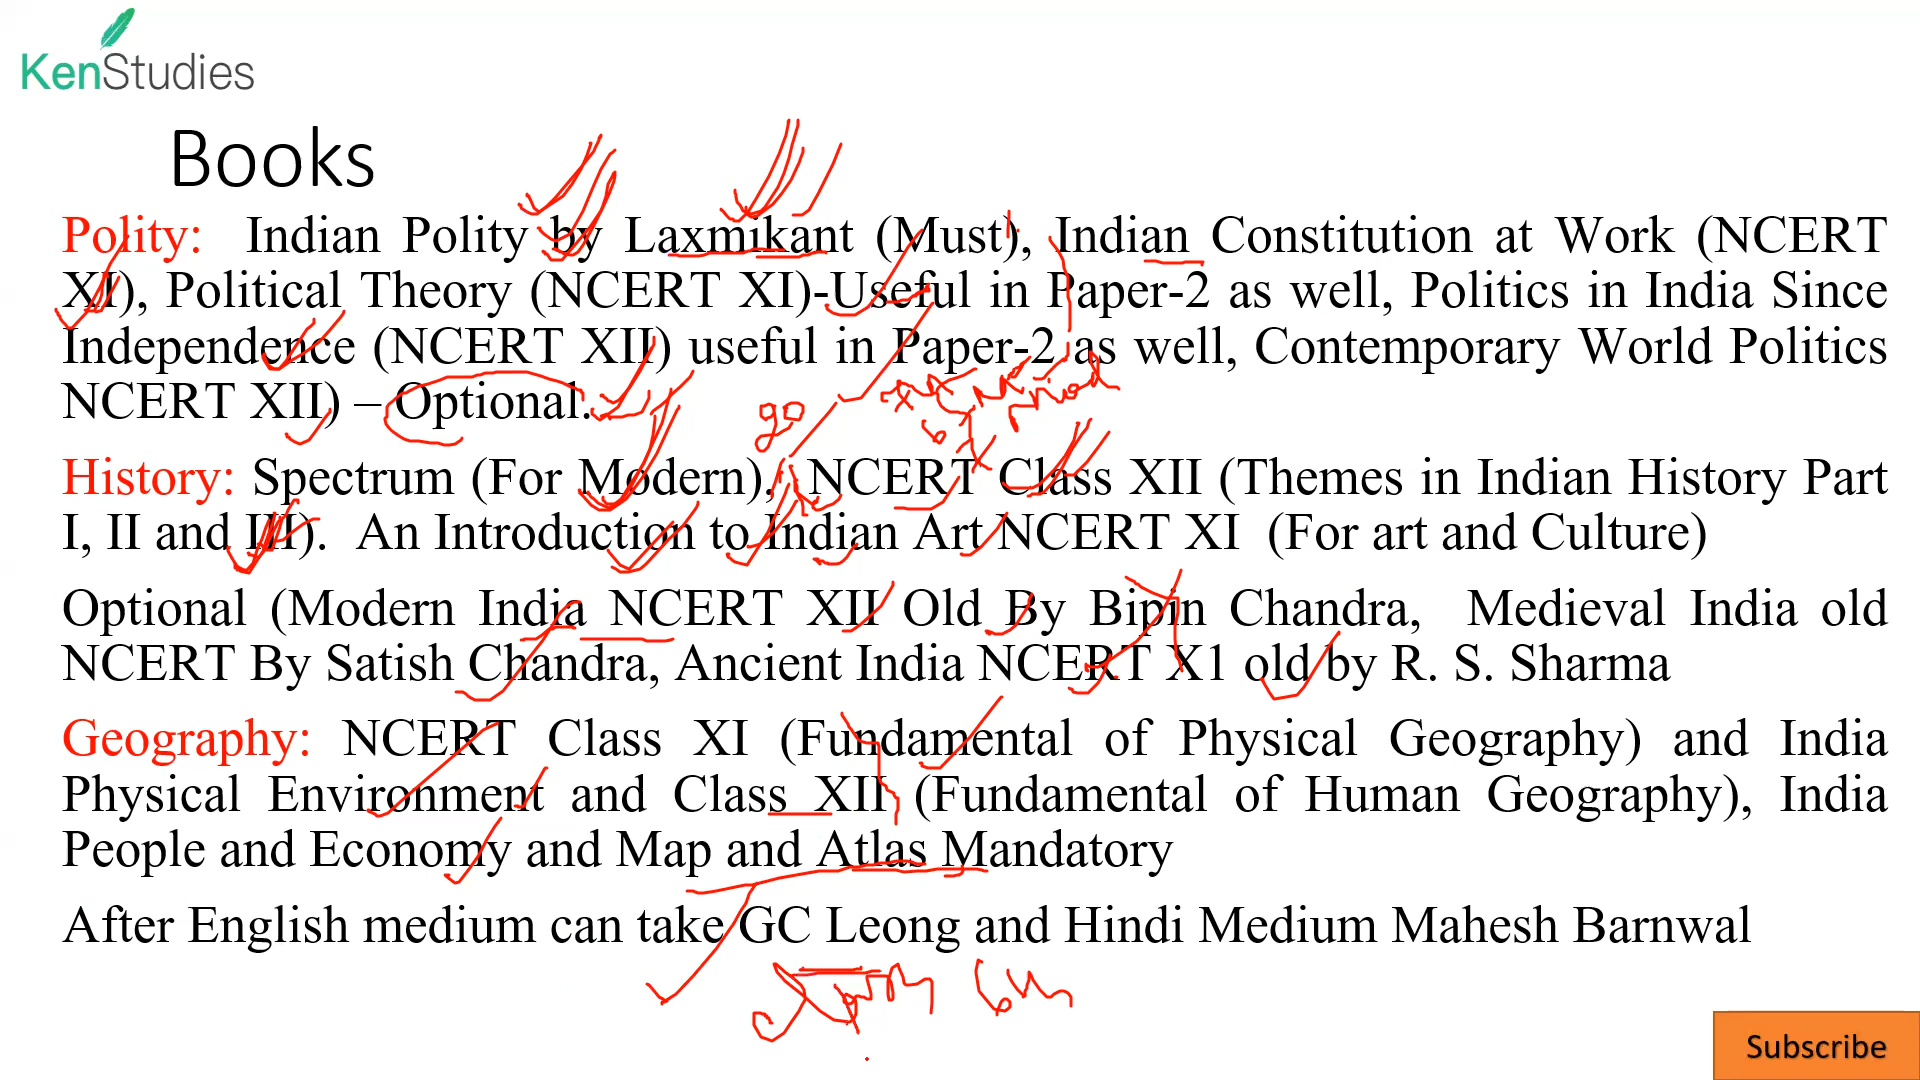 KenStudies
Books
Polity: Indian Polity by Laxmikant (Must), Indian Constitution at Work (NCERT
XI), Political Theory (NCERT XI)-Useful in Paper-2 as well, Politics in India Since
Independence (NCERT XII) useful in Paper-2 as well, Contemporary World Politics
NCERT XII) – Optional.
History: Spectrum (For Modern), NCERT Class XII (Themes in Indian History Part
I, II and III). An Introduction to Indian Art NCERT XI (For art and Culture)
Optional (Modern India NCERT XII Old By Bipin Chandra, Medieval India old
NCERT By Satish Chandra, Ancient India NCERT X1 old by R. S. Sharma
Geography: NCERT Class XI (Fundamental of Physical Geography) and India
Physical Environment and Class XII (Fundamental of Human Geography), India
People and Economy and Map and Atlas Mandatory
After English medium can take GC Leong and Hindi Medium Mahesh Barnwal
Subscribe